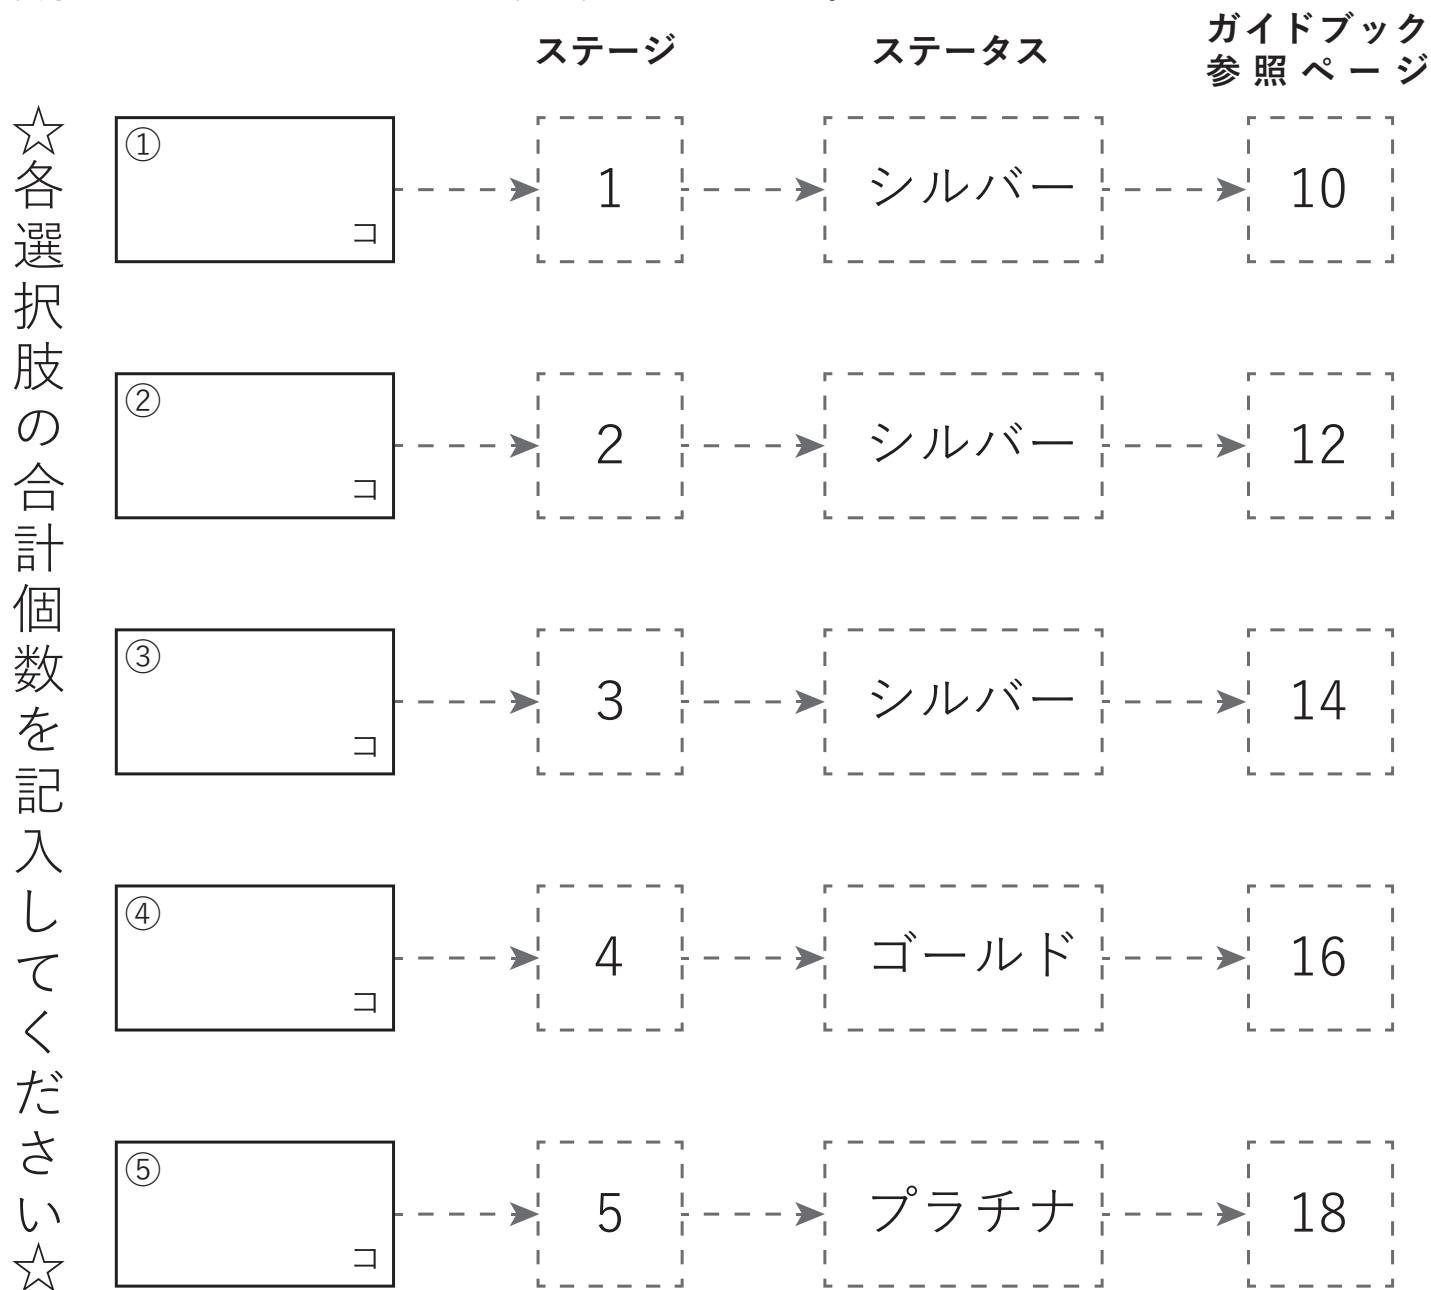 ステージ
ステータス
ガイドブック
参照ページ
☆各選択肢の合計個数を記入してください☆
① コ
1
シルバー
10
② コ
2
シルバー
12
③ コ
3
シルバー
14
④ コ
4
ゴールド
16
⑤ コ
5
プラチナ
18